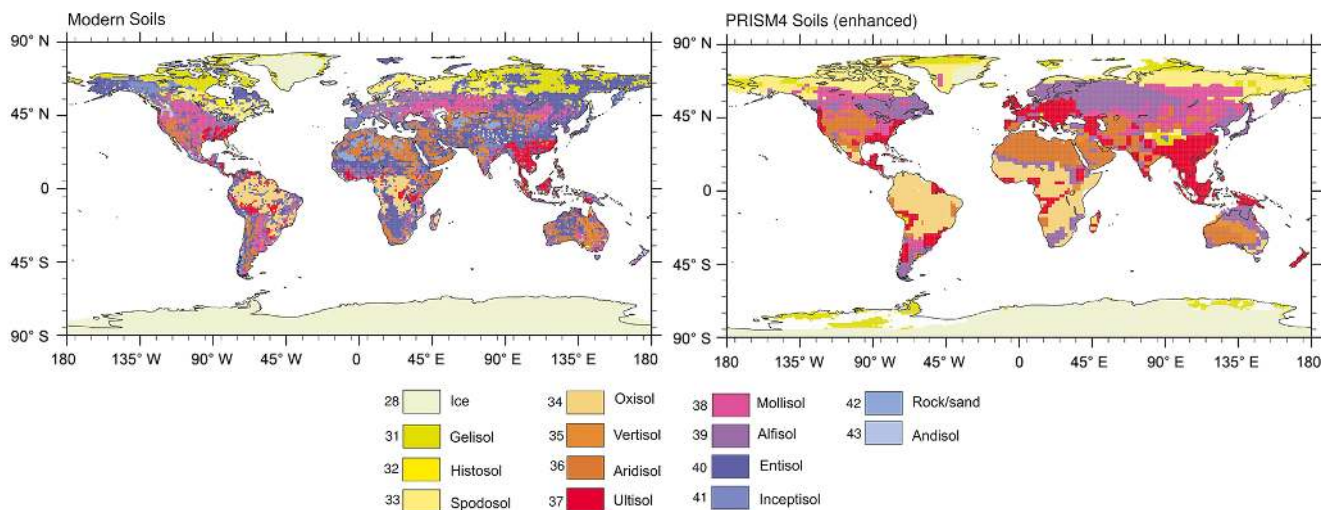 Modern Soils
PRISM4 Soils (enhanced)
90° N
45° N
0
45° S
90° S
180
135° W
90° W
45° W
0
45° E
90° E
135° E
180
90° N
45° N
0
45° S
90° S
180
135° W
90° W
45° W
0
45° E
90° E
135° E
180
28 Ice
31 Gelisol
32 Histosol
33 Spodosol
34 Oxisol
35 Vertisol
36 Aridisol
37 Ultisol
38 Mollisol
39 Alfisol
40 Entisol
41 Inceptisol
42 Rock/sand
43 Andisol